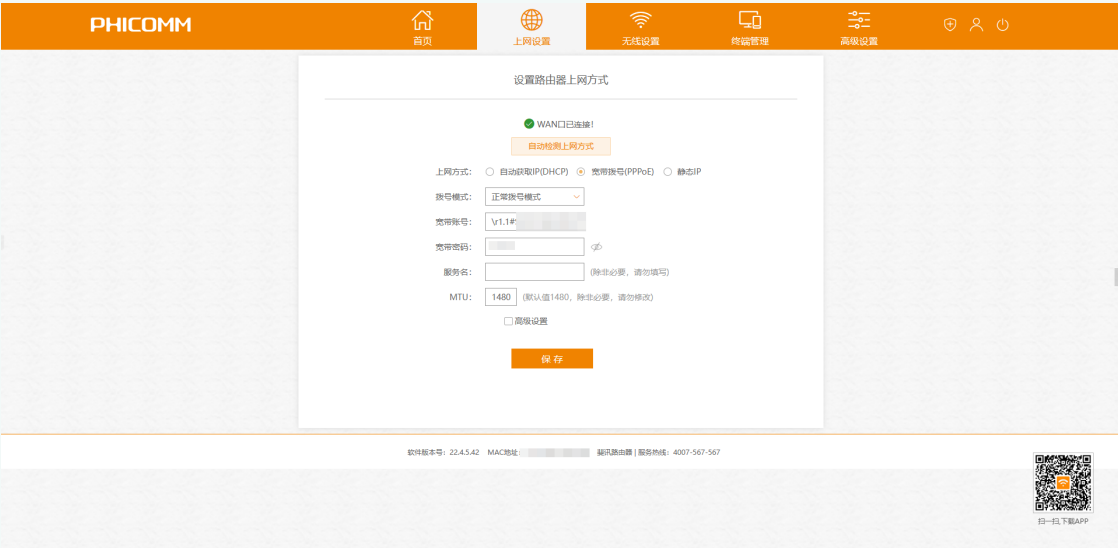 PHICOMM
首页
上网设置
无线设置
终端管理
高级设置
设置路由器上网方式
WAN口已连接!
自动检测上网方式
上网方式: 自动获取IP(DHCP) 宽带拨号(PPPoE) 静态IP
拨号模式: 正常拨号模式
宽带账号: \r1.1#
宽带密码:
服务名: (除非必要，请勿填写)
MTU: 1480 (默认值1480，除非必要，请勿修改)
高级设置
保存
软件版本号: 22.4.5.42 MAC地址: 斐讯路由器 | 服务热线: 4007-567-567
扫一扫,下载APP